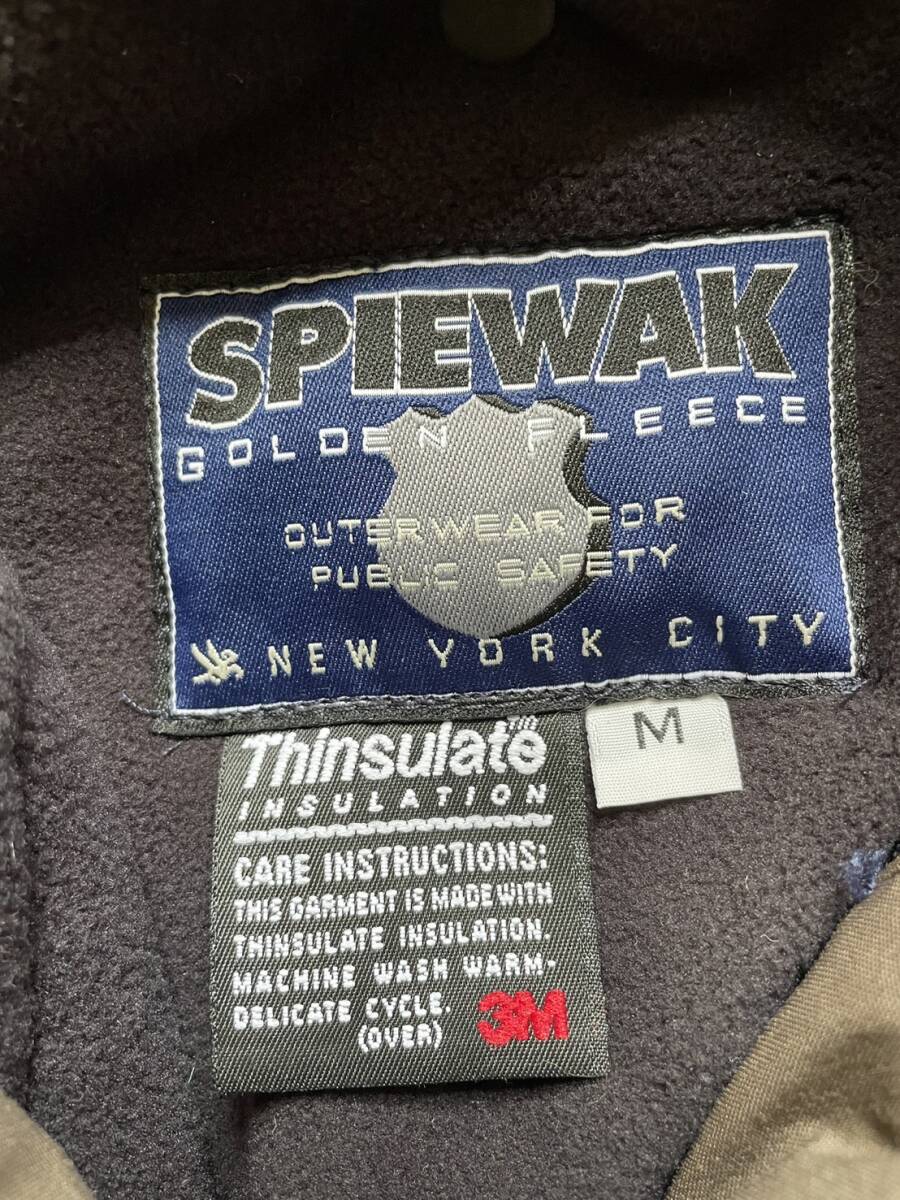 SPIEWAK
GOLDEN FLEECE
OUTERWEAR FOR
PUBLIC SAFETY
NEW YORK CITY
M
Thinsulate™
INSULATION
CARE INSTRUCTIONS:
THIS GARMENT IS MADE WITH
THINSULATE INSULATION.
MACHINE WASH WARM-
DELICATE CYCLE.
(OVER) 3M